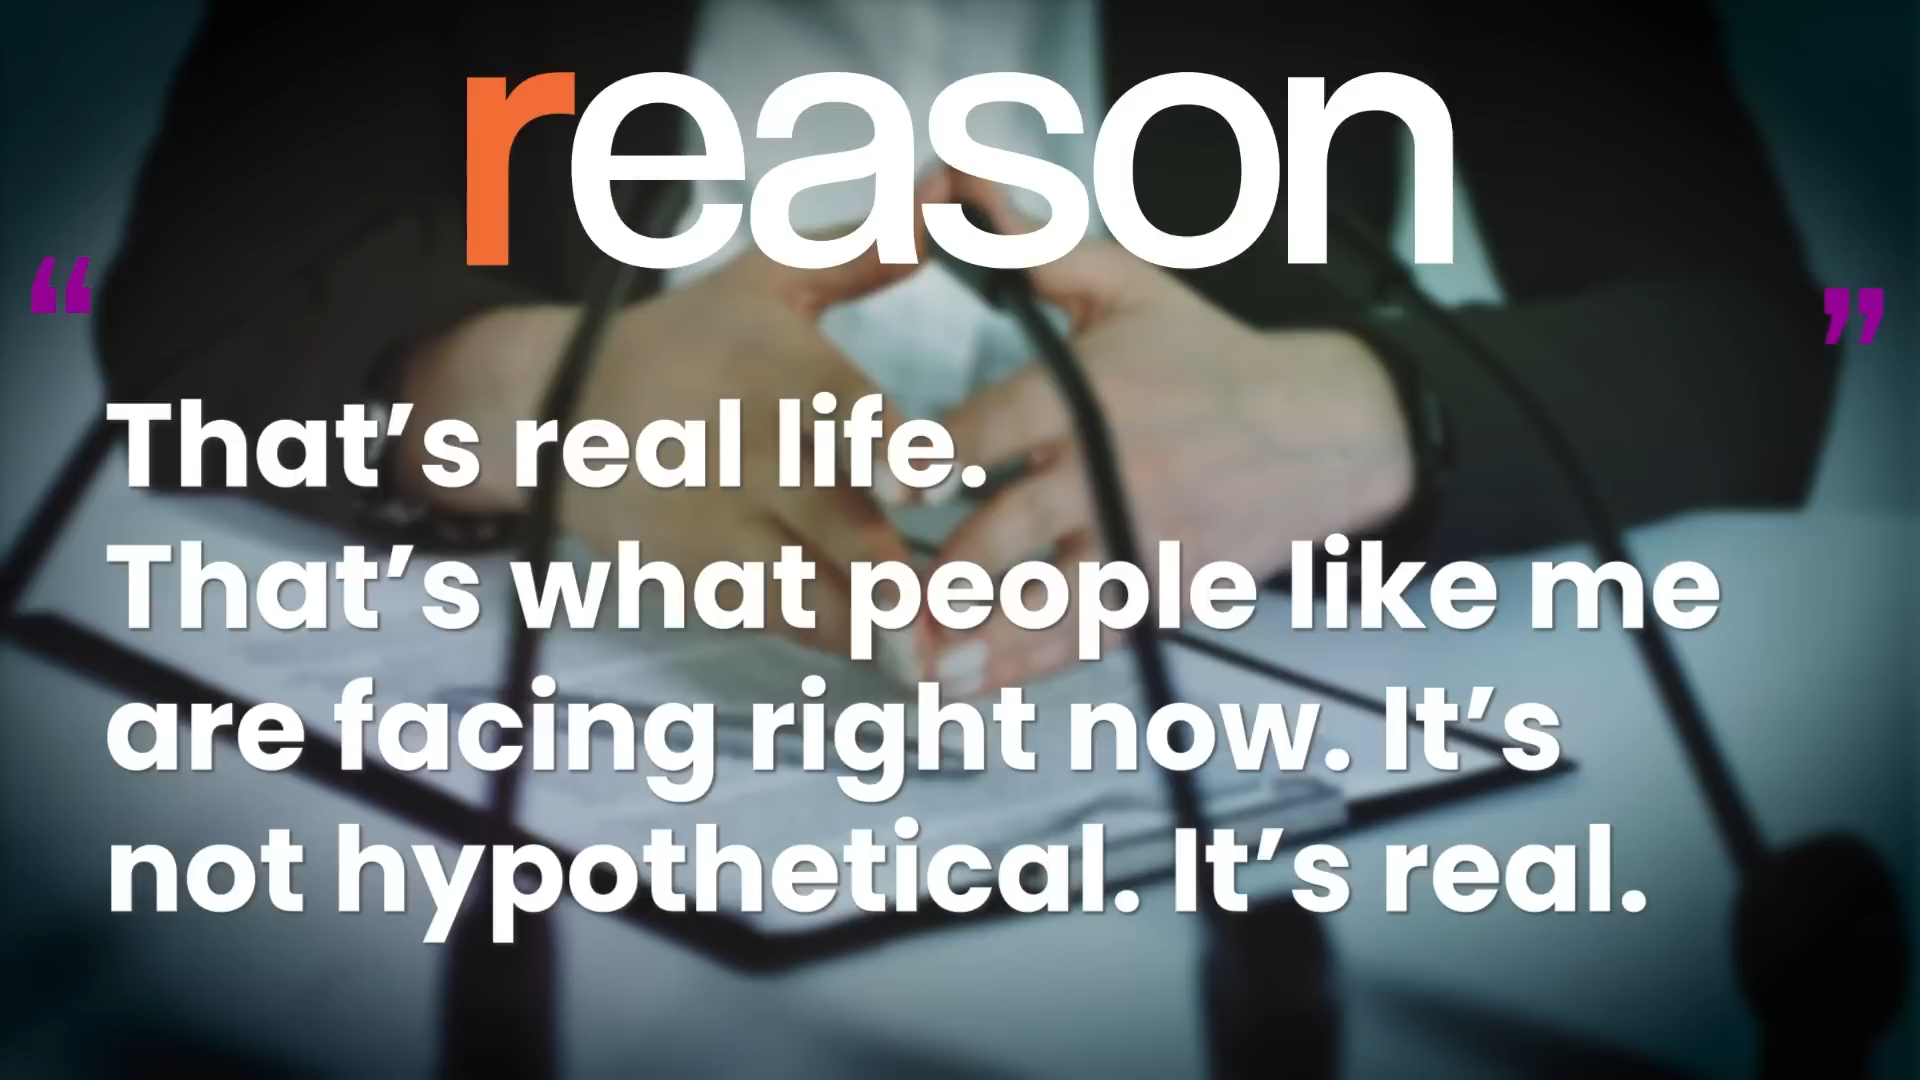 reason
“
”
That’s real life.
That’s what people like me
are facing right now. It’s
not hypothetical. It’s real.